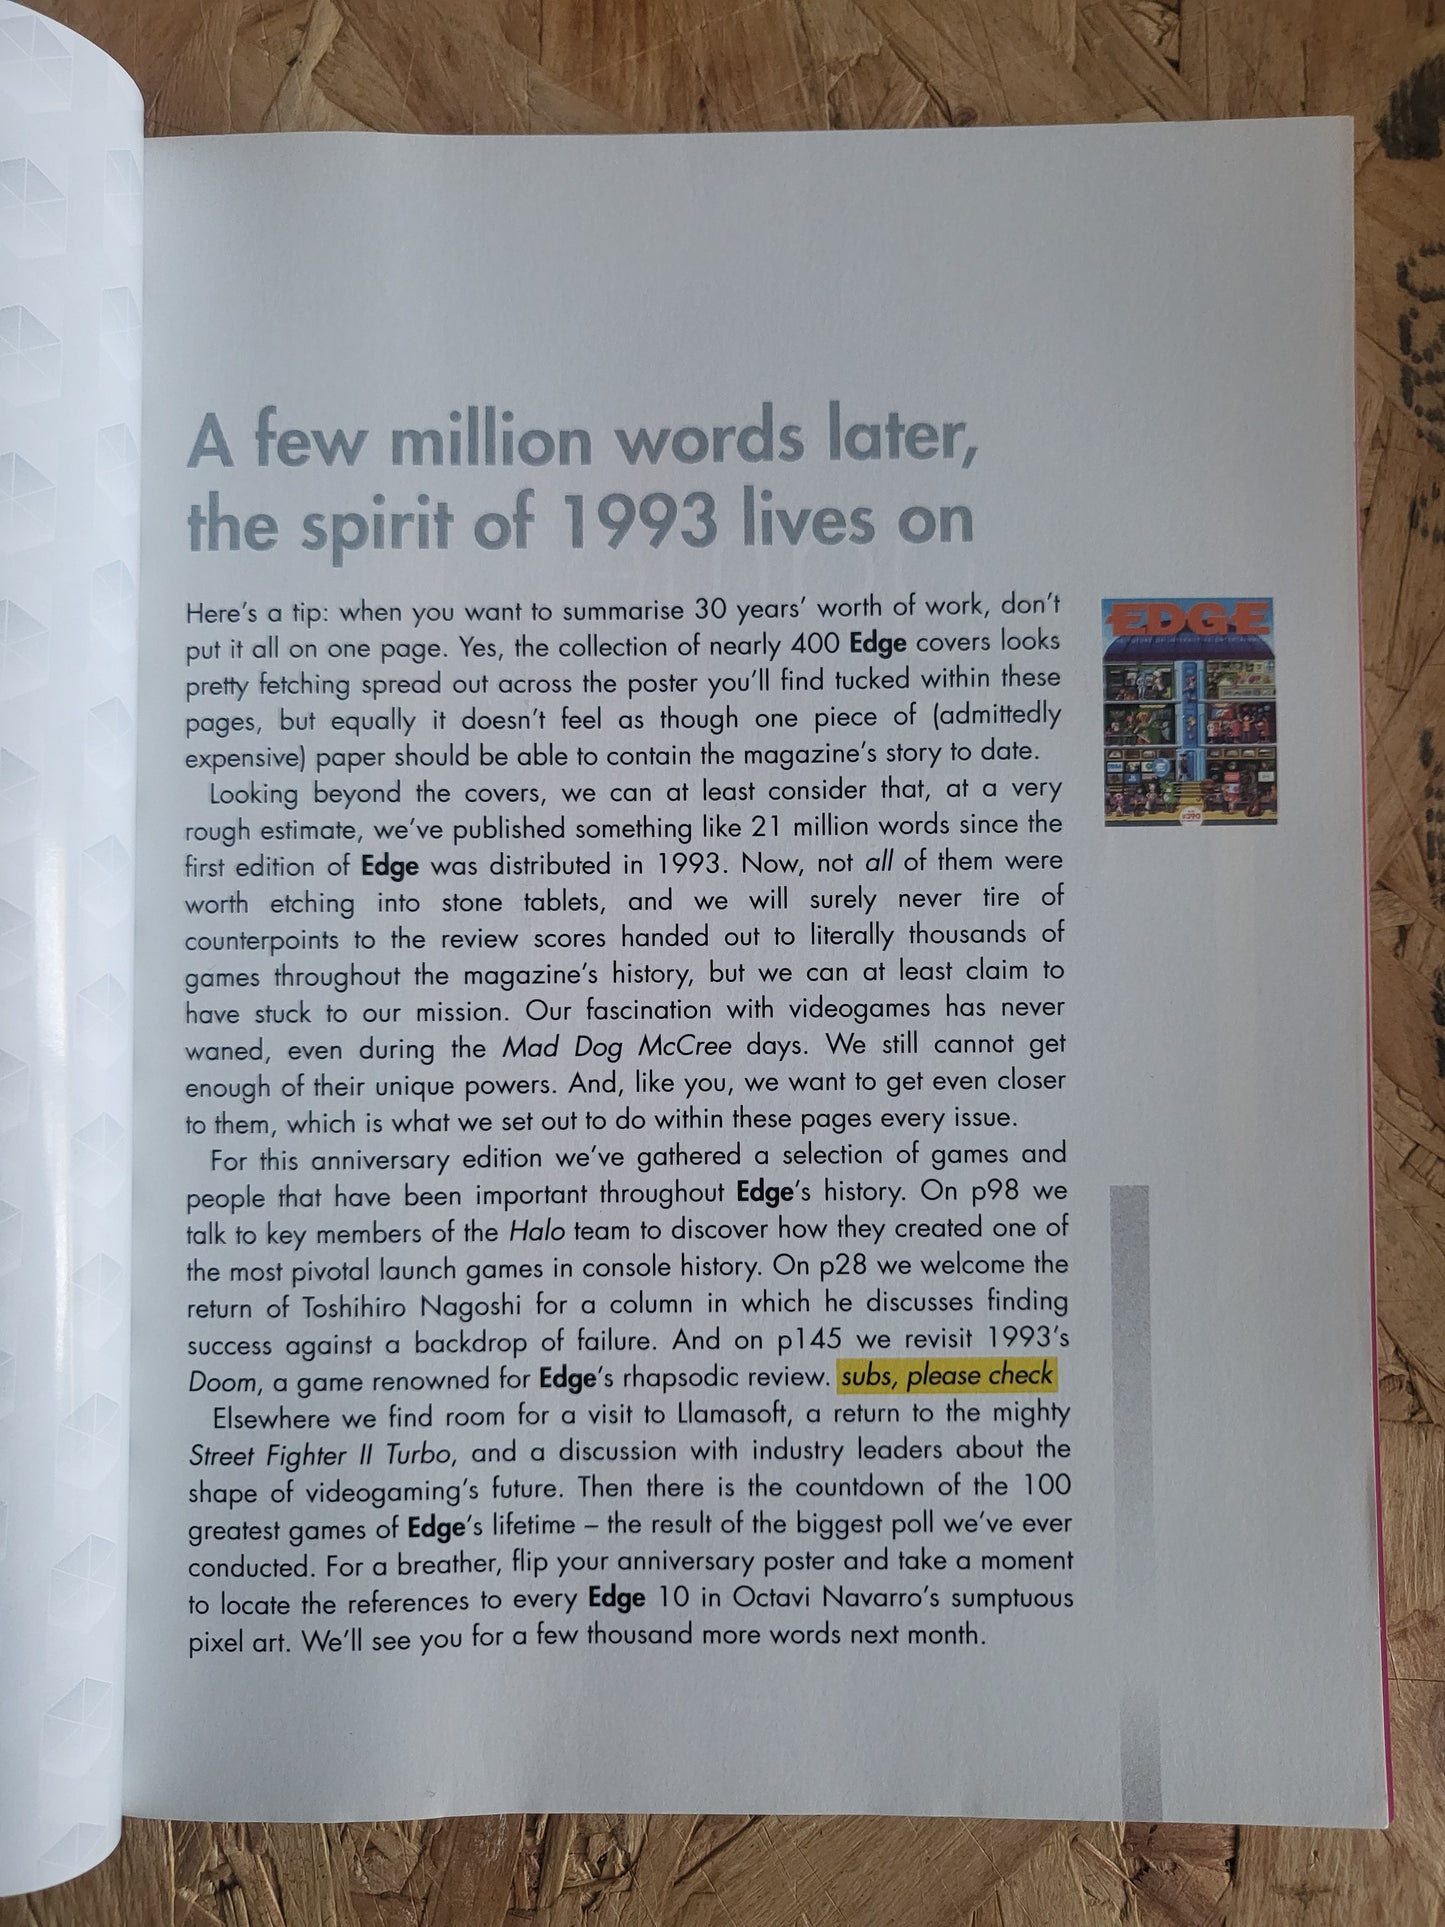 A few million words later,
the spirit of 1993 lives on
Here's a tip: when you want to summarise 30 years' worth of work, don't
put it all on one page. Yes, the collection of nearly 400 Edge covers looks
pretty fetching spread out across the poster you'll find tucked within these
pages, but equally it doesn't feel as though one piece of (admittedly
expensive) paper should be able to contain the magazine's story to date.
Looking beyond the covers, we can at least consider that, at a very
rough estimate, we've published something like 21 million words since the
first edition of Edge was distributed in 1993. Now, not all of them were
worth etching into stone tablets, and we will surely never tire of
counterpoints to the review scores handed out to literally thousands of
games throughout the magazine's history, but we can at least claim to
have stuck to our mission. Our fascination with videogames has never
waned, even during the Mad Dog McCree days. We still cannot get
enough of their unique powers. And, like you, we want to get even closer
to them, which is what we set out to do within these pages every issue.
For this anniversary edition we've gathered a selection of games and
people that have been important throughout Edge's history. On p98 we
talk to key members of the Halo team to discover how they created one of
the most pivotal launch games in console history. On p28 we welcome the
return of Toshihiro Nagoshi for a column in which he discusses finding
success against a backdrop of failure. And on p145 we revisit 1993's
Doom, a game renowned for Edge's rhapsodic review. subs, please check
Elsewhere we find room for a visit to Llamasoft, a return to the mighty
Street Fighter II Turbo, and a discussion with industry leaders about the
shape of videogaming's future. Then there is the countdown of the 100
greatest games of Edge's lifetime – the result of the biggest poll we've ever
conducted. For a breather, flip your anniversary poster and take a moment
to locate the references to every Edge 10 in Octavi Navarro's sumptuous
pixel art. We'll see you for a few thousand more words next month.
EDGE
#390